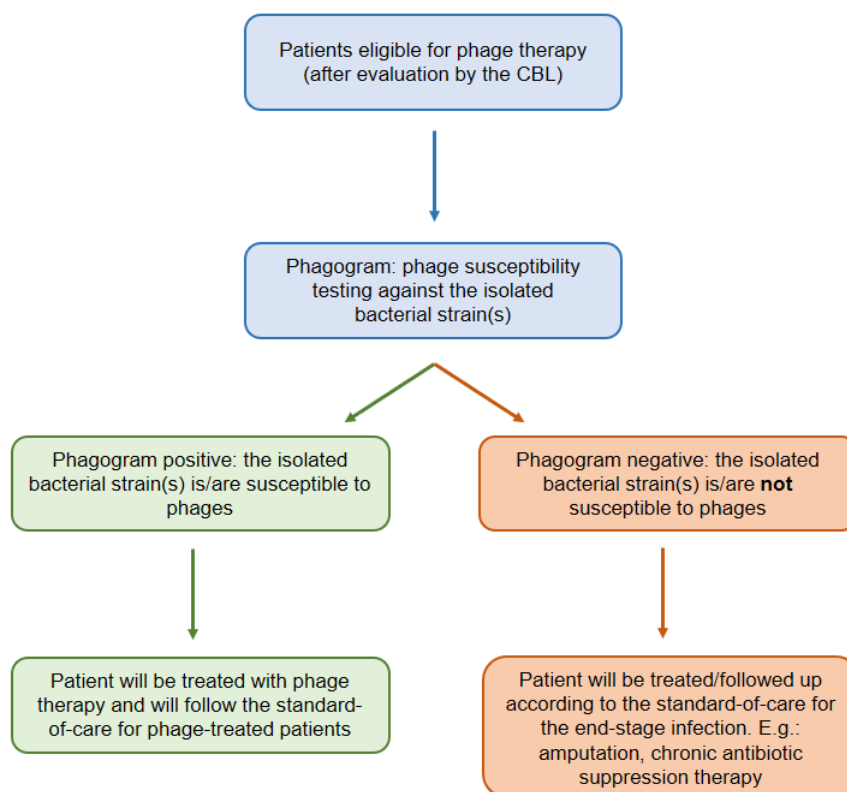 Patients eligible for phage therapy
(after evaluation by the CBL)
Phagogram: phage susceptibility
testing against the isolated
bacterial strain(s)
Phagogram positive: the isolated
bacterial strain(s) is/are susceptible to
phages
Phagogram negative: the isolated
bacterial strain(s) is/are not
susceptible to phages
Patient will be treated with phage
therapy and will follow the standard-
of-care for phage-treated patients
Patient will be treated/followed up
according to the standard-of-care for
the end-stage infection. E.g.:
amputation, chronic antibiotic
suppression therapy